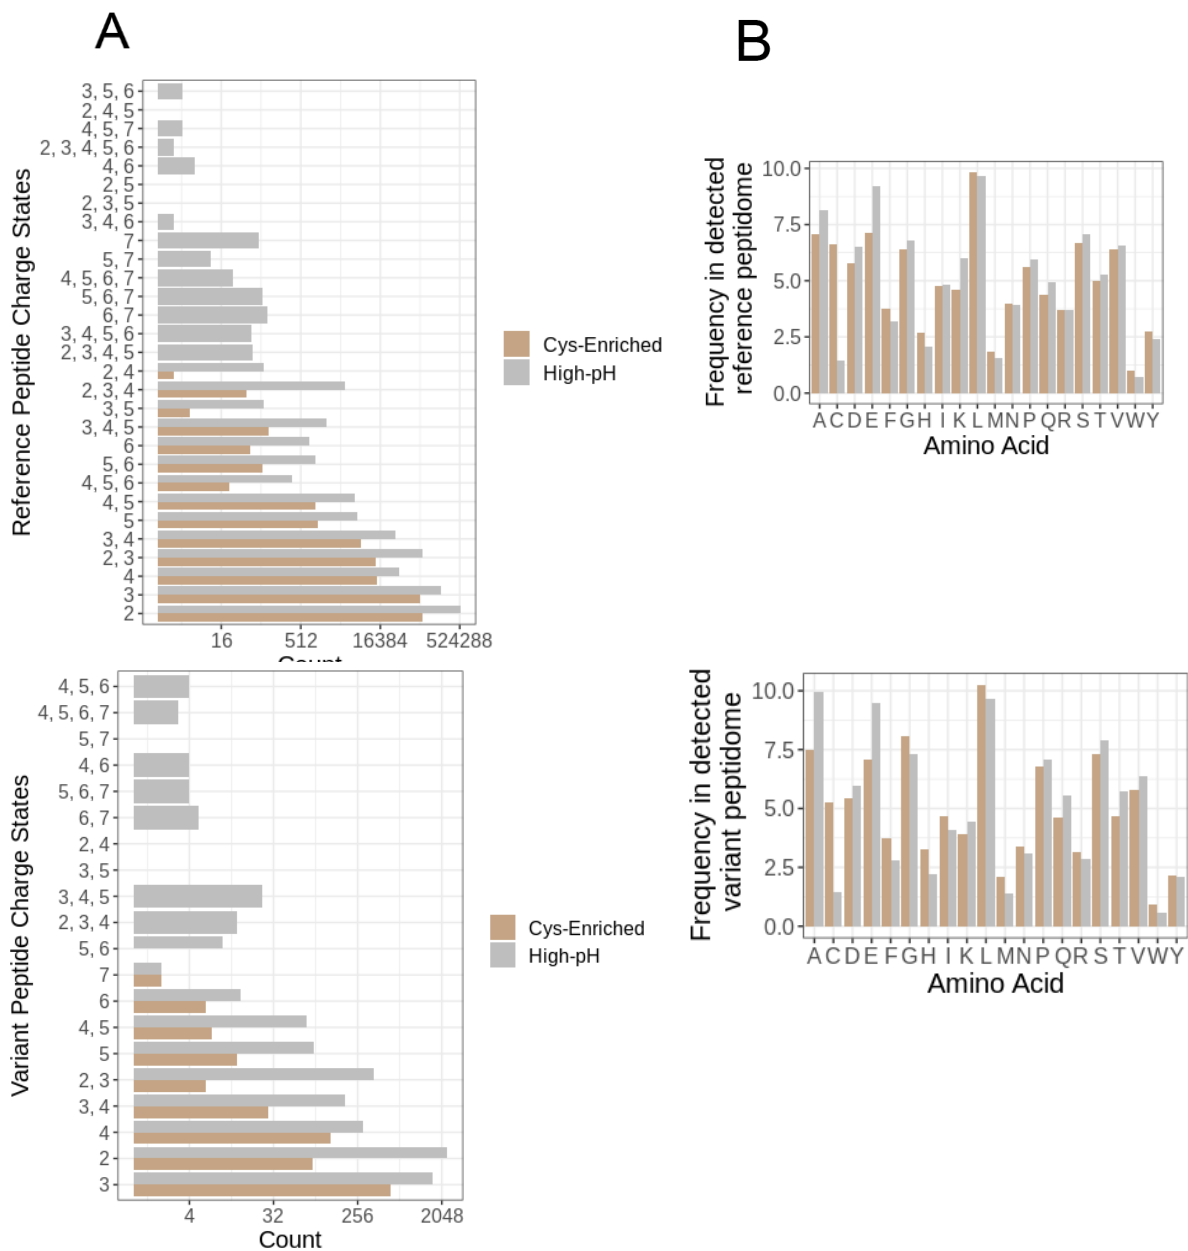 A
B
Reference Peptide Charge States
3, 5, 6
2, 4, 5
4, 5, 7
2, 3, 4, 5, 6
4, 6
2, 5
2, 3, 5
3, 4, 6
7
5, 7
4, 5, 6, 7
5, 6, 7
6, 7
3, 4, 5, 6
2, 3, 4, 5
2, 4
2, 3, 4
3, 5
3, 4, 5
6
5, 6
4, 5, 6
4, 5
5
3, 4
2, 3
4
3
2
16 512 16384 524288
Count
Cys-Enriched
High-pH
Frequency in detected
reference peptidome
10.0
7.5
5.0
2.5
0.0
A C D E F G H I K L M N P Q R S T V W Y
Amino Acid
Variant Peptide Charge States
4, 5, 6
4, 5, 6, 7
5, 7
4, 6
5, 6, 7
6, 7
2, 4
3, 5
3, 4, 5
2, 3, 4
5, 6
7
6
4, 5
5
2, 3
3, 4
4
2
3
4 32 256 2048
Count
Cys-Enriched
High-pH
Frequency in detected
variant peptidome
10.0
7.5
5.0
2.5
0.0
A C D E F G H I K L M N P Q R S T V W Y
Amino Acid